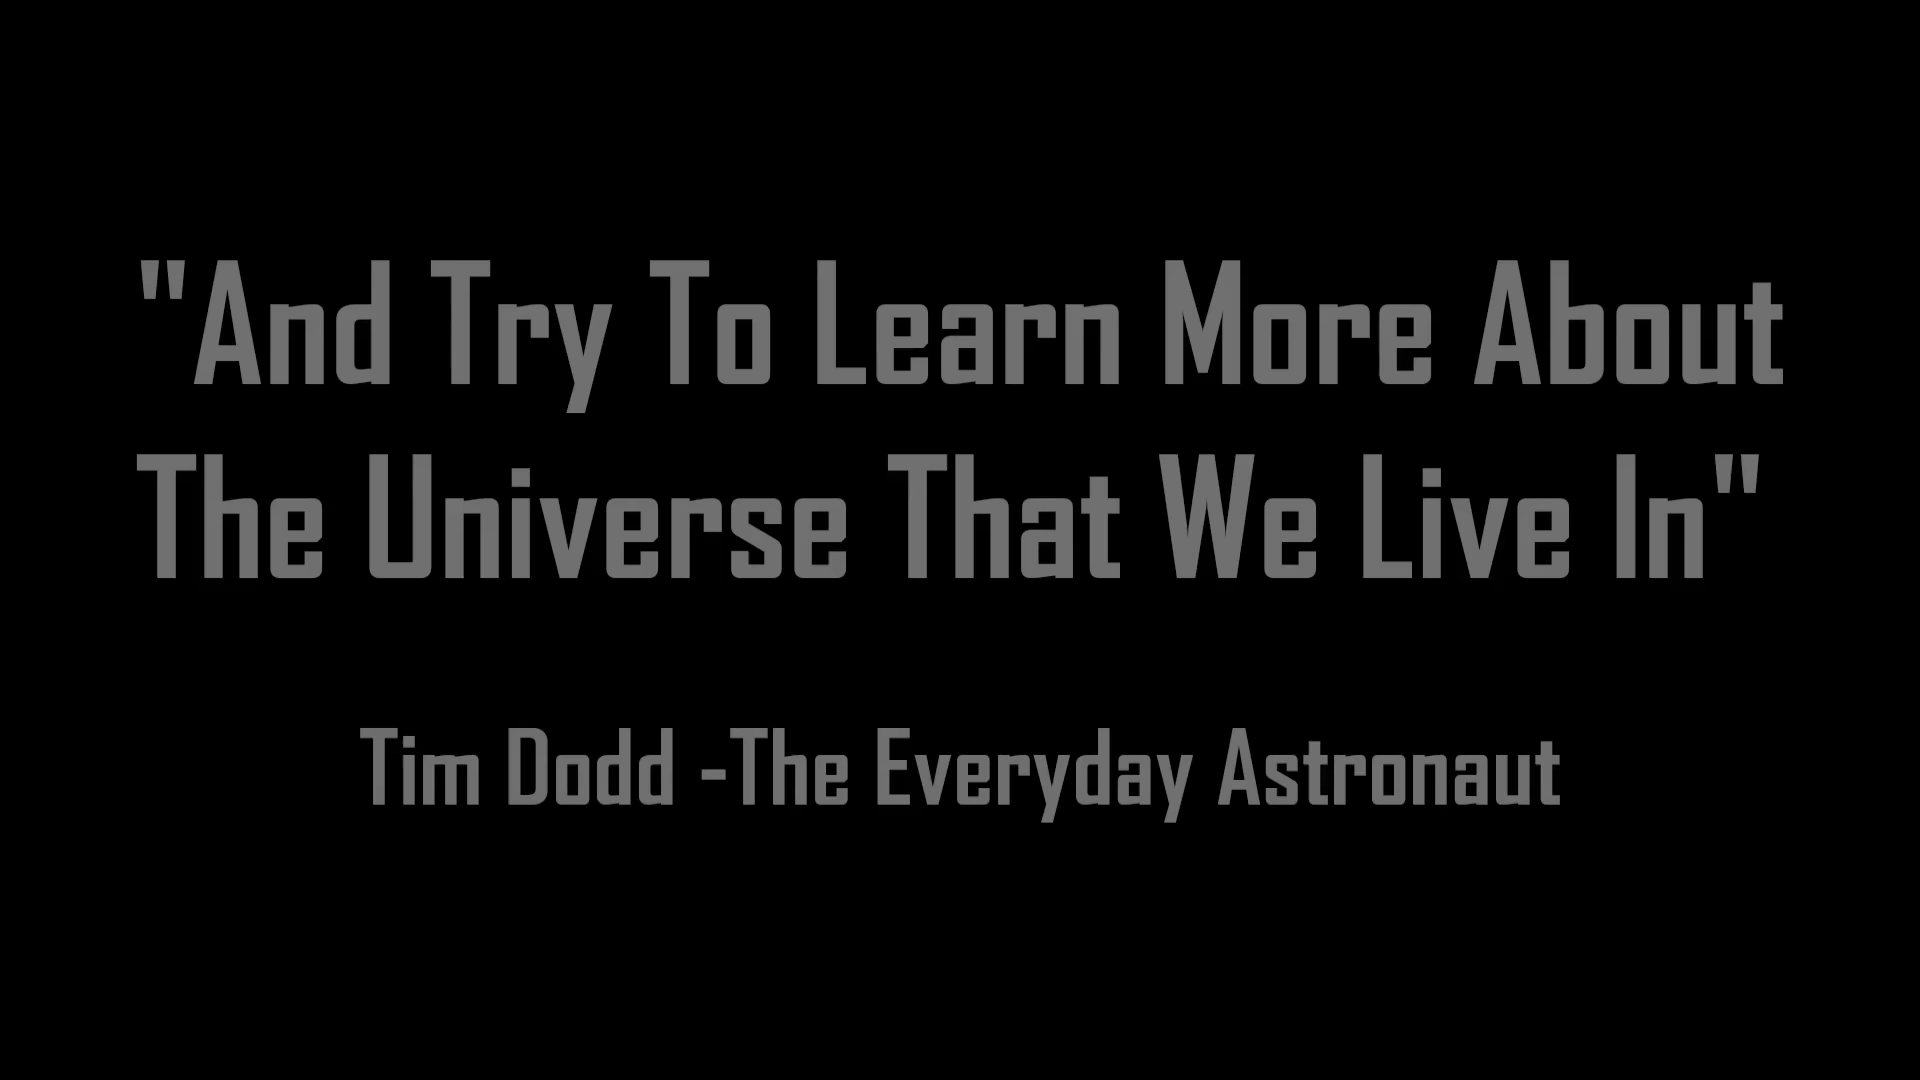 "And Try To Learn More About
The Universe That We Live In"
Tim Dodd -The Everyday Astronaut